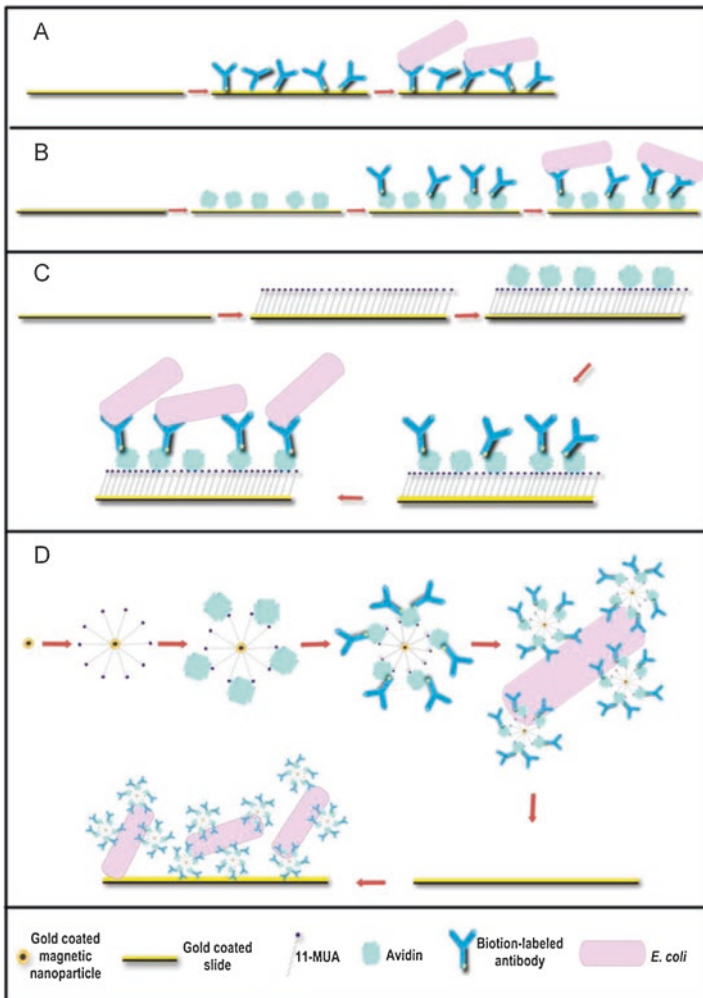 A
B
C
D
Gold coated
magnetic
nanoparticle
Gold coated
slide
11-MUA
Avidin
Biotion-labeled
antibody
E. coli